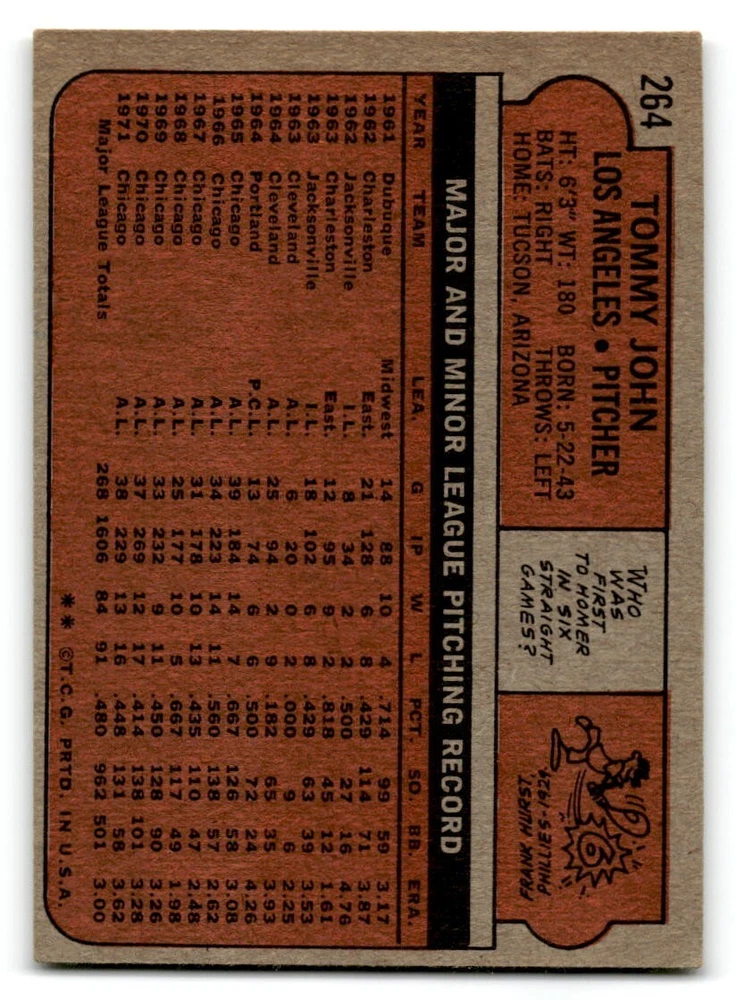 264
TOMMY JOHN
LOS ANGELES • PITCHER
HT: 6'3" WT: 180 BORN: 5-22-43
BATS: RIGHT THROWS: LEFT
HOME: TUCSON, ARIZONA
WHO
WAS
FIRST
TO HOMER
IN SIX
STRAIGHT
GAMES?
6
FRANK HURST
PHILLIES-1929
MAJOR AND MINOR LEAGUE PITCHING RECORD
YEAR TEAM LEA. G IP W L PCT. SO. BB. ERA.
1961 Dubuque Midwest 14 88 10 4 .714 99 59 3.17
1962 Charleston East. 21 128 6 8 .429 114 71 3.87
1962 Jacksonville I.L. 8 34 2 2 .500 27 16 4.76
1963 Charleston East. 12 95 9 2 .818 45 12 1.61
1963 Jacksonville I.L. 18 102 6 8 .429 63 39 3.53
1963 Cleveland A.L. 6 20 0 2 .000 9 6 2.25
1964 Cleveland A.L. 25 94 2 9 .182 65 35 3.93
1964 Portland P.C.L. 13 74 6 6 .500 72 24 4.26
1965 Chicago A.L. 39 184 14 7 .667 126 58 3.08
1966 Chicago A.L. 34 223 14 11 .560 138 57 2.62
1967 Chicago A.L. 31 178 10 13 .435 110 47 2.48
1968 Chicago A.L. 25 177 10 5 .667 117 49 1.98
1969 Chicago A.L. 33 232 9 11 .450 128 90 3.26
1970 Chicago A.L. 37 269 12 17 .414 138 101 3.28
1971 Chicago A.L. 38 229 13 16 .448 131 58 3.62
Major League Totals 268 1606 84 91 .480 962 501 3.00
** ©T.C.G. PRTD. IN U.S.A.